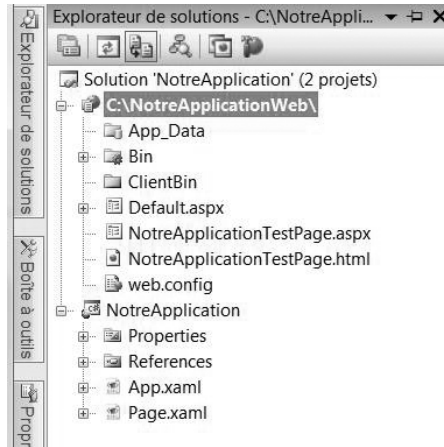 Explorateur de solutions - C:\NotreAppli...
Explorateur de solutions
Boîte à outils
Propr
Solution 'NotreApplication' (2 projets)
C:\NotreApplicationWeb\
App_Data
Bin
ClientBin
Default.aspx
NotreApplicationTestPage.aspx
NotreApplicationTestPage.html
web.config
NotreApplication
Properties
References
App.xaml
Page.xaml